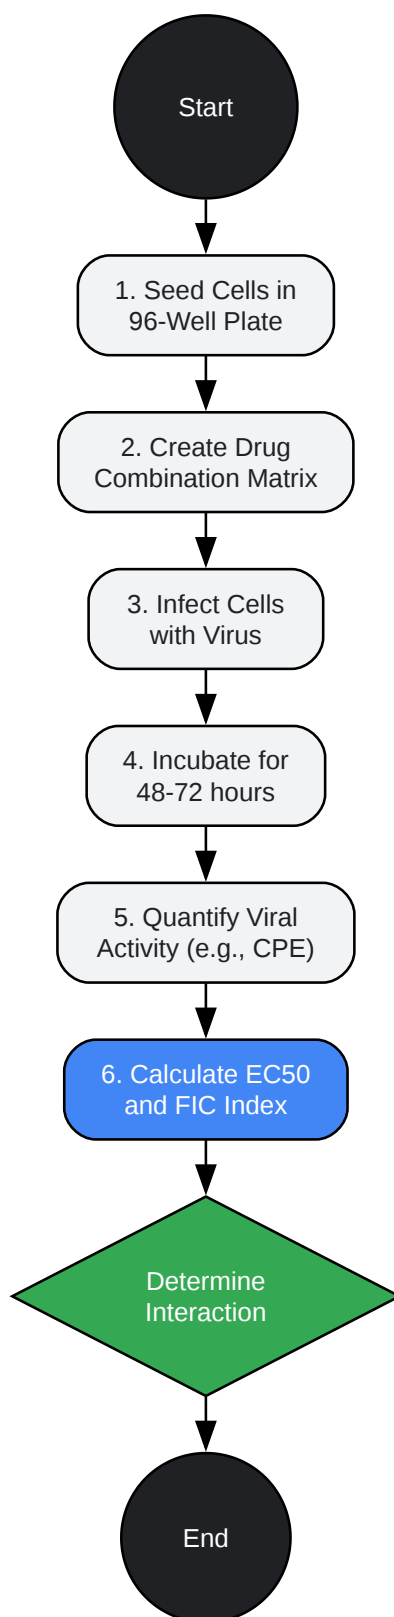 Start
1. Seed Cells in
96-Well Plate
2. Create Drug
Combination Matrix
3. Infect Cells
with Virus
4. Incubate for
48-72 hours
5. Quantify Viral
Activity (e.g., CPE)
6. Calculate EC50
and FIC Index
Determine
Interaction
End